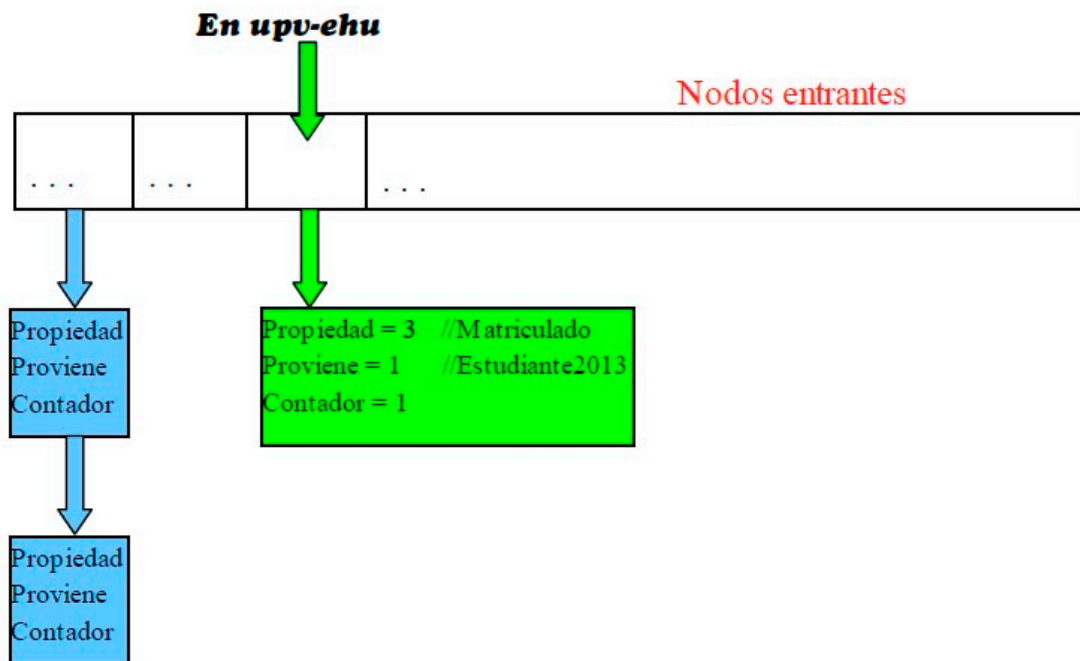 En upv-ehu
Nodos entrantes
. . . . . . . . .
Propiedad
Proviene
Contador
Propiedad = 3 //Matriculado
Proviene = 1 //Estudiante2013
Contador = 1
Propiedad
Proviene
Contador